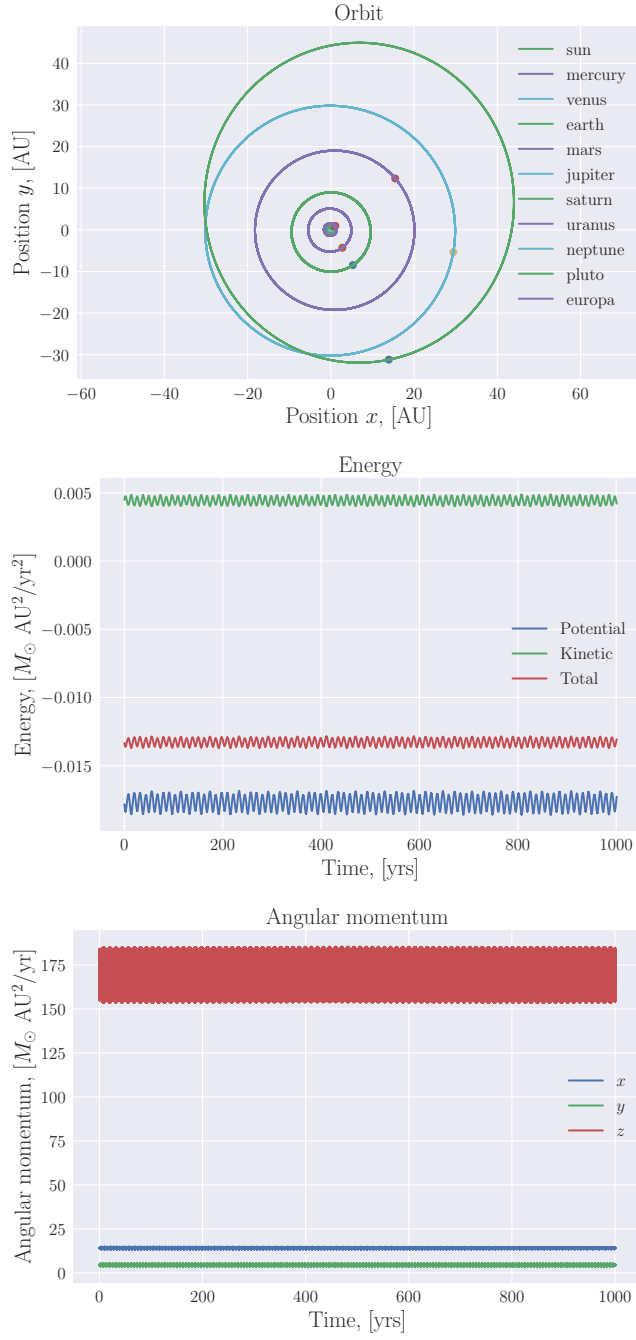 Orbit
Position y, [AU]
40
30
20
10
0
−10
−20
−30
−60
−40
−20
0
20
40
60
Position x, [AU]
sun
mercury
venus
earth
mars
jupiter
saturn
uranus
neptune
pluto
europa
Energy
Energy, [M⊙ AU²/yr²]
0.005
0.000
−0.005
−0.010
−0.015
0
200
400
600
800
1000
Time, [yrs]
Potential
Kinetic
Total
Angular momentum
Angular momentum, [M⊙ AU²/yr]
175
150
125
100
75
50
25
0
0
200
400
600
800
1000
Time, [yrs]
x
y
z